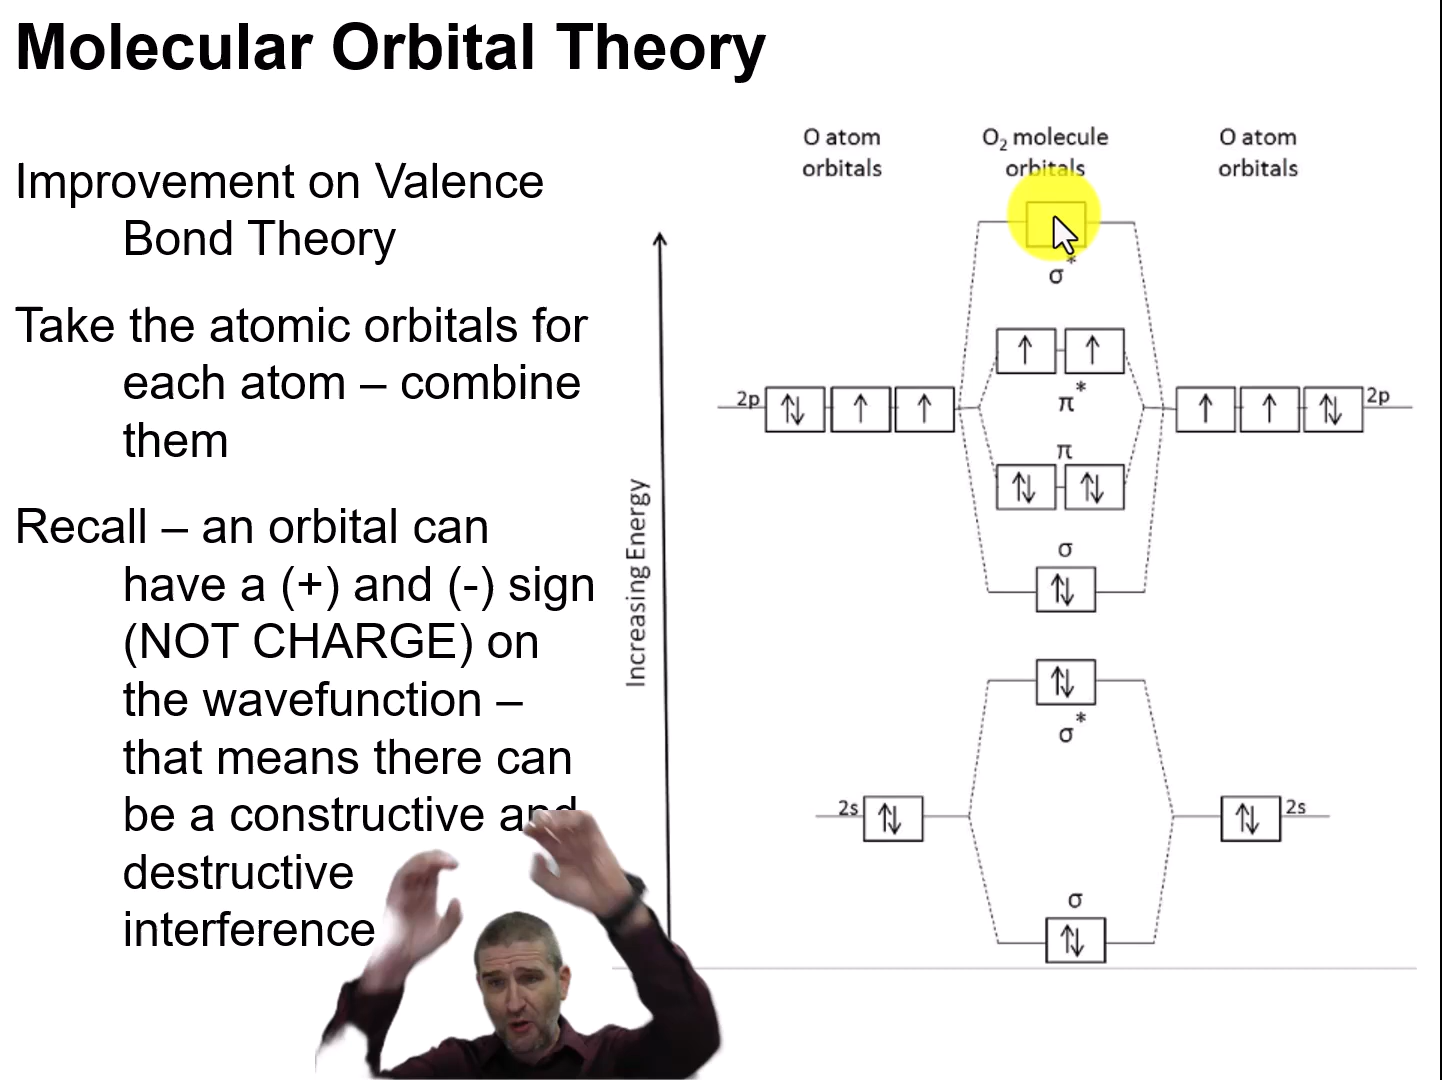 Molecular Orbital Theory
Improvement on Valence
Bond Theory
Take the atomic orbitals for
each atom – combine
them
Recall – an orbital can
have a (+) and (-) sign
(NOT CHARGE) on
the wavefunction –
that means there can
be a constructive and
destructive
interference
O atom
orbitals
O₂ molecule
orbitals
O atom
orbitals
Increasing Energy
σ*
π*
2p
2p
π
σ
σ*
2s
2s
σ